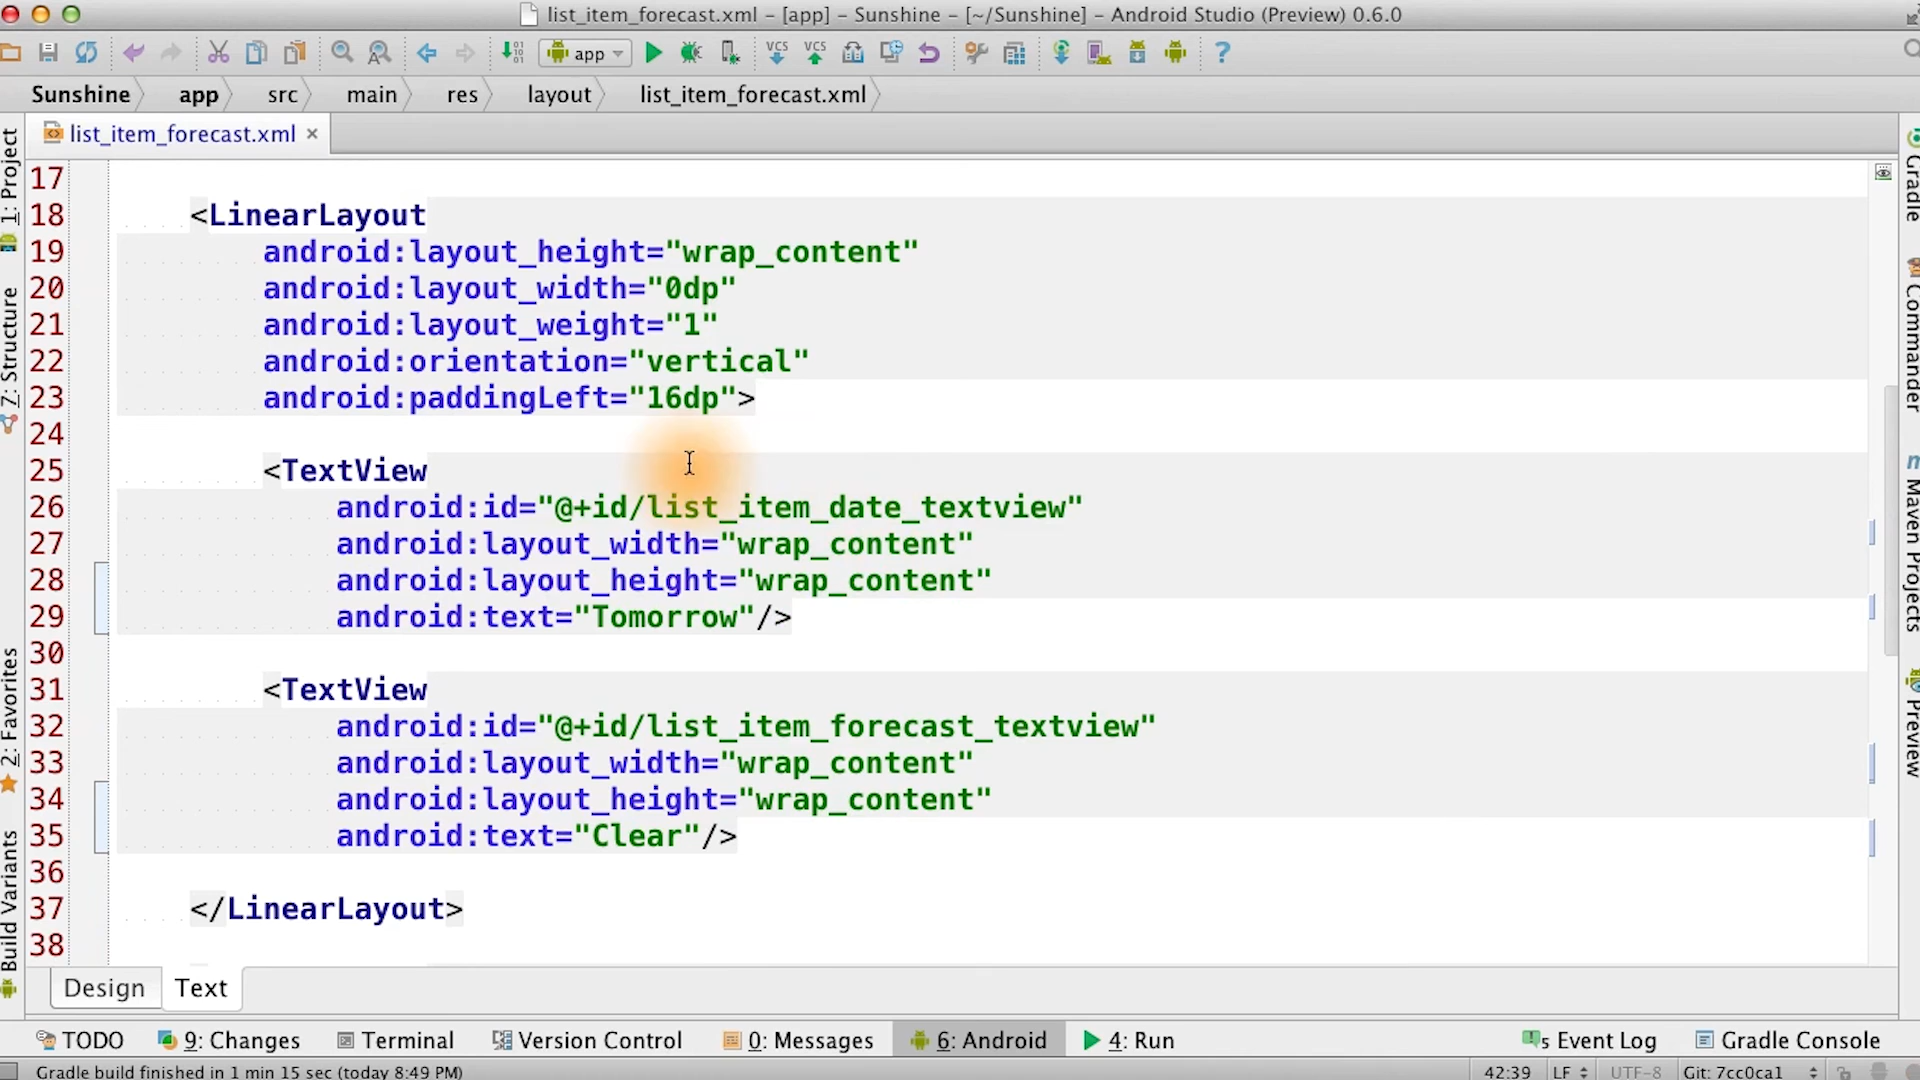 list_item_forecast.xml – [app] – Sunshine – [~/Sunshine] – Android Studio (Preview) 0.6.0
app
VCS VCS
?
Sunshine app src main res layout list_item_forecast.xml
list_item_forecast.xml ×
1: Project
7: Structure
2: Favorites
Build Variants
17
18 <LinearLayout
19 android:layout_height="wrap_content"
20 android:layout_width="0dp"
21 android:layout_weight="1"
22 android:orientation="vertical"
23 android:paddingLeft="16dp">
24
25 <TextView
26 android:id="@+id/list_item_date_textview"
27 android:layout_width="wrap_content"
28 android:layout_height="wrap_content"
29 android:text="Tomorrow"/>
30
31 <TextView
32 android:id="@+id/list_item_forecast_textview"
33 android:layout_width="wrap_content"
34 android:layout_height="wrap_content"
35 android:text="Clear"/>
36
37 </LinearLayout>
38
Gradle
Commander
Maven Projects
Preview
Design Text
TODO 9: Changes Terminal Version Control 0: Messages 6: Android 4: Run 5 Event Log Gradle Console
Gradle build finished in 1 min 15 sec (today 8:49 PM) 42:39 LF UTF-8 Git: 7cc0ca1